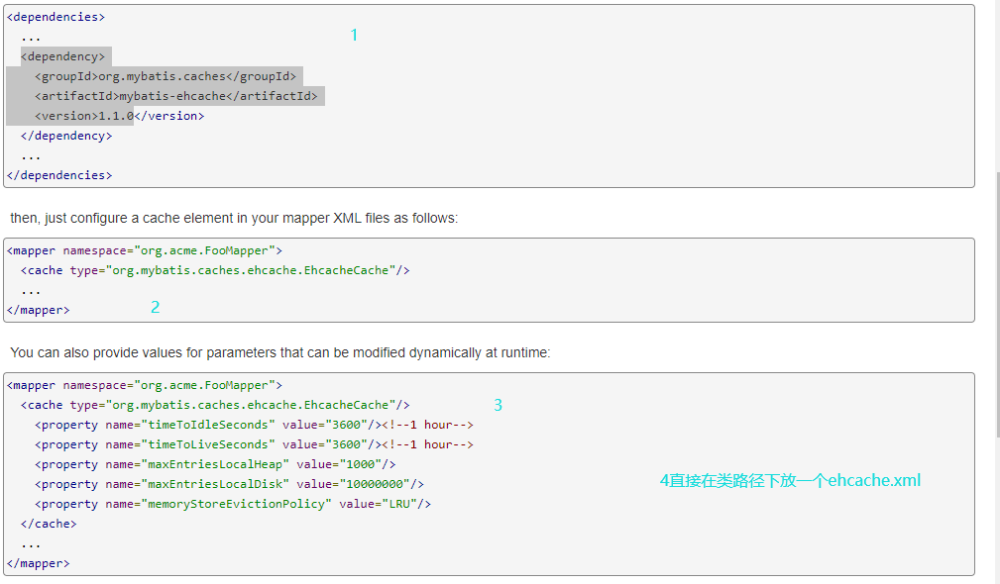 <dependencies>
...
1
<dependency>
<groupId>org.mybatis.caches</groupId>
<artifactId>mybatis-ehcache</artifactId>
<version>1.1.0</version>
</dependency>
...
</dependencies>
then, just configure a cache element in your mapper XML files as follows:
<mapper namespace="org.acme.FooMapper">
<cache type="org.mybatis.caches.ehcache.EhcacheCache"/>
...
</mapper>
2
You can also provide values for parameters that can be modified dynamically at runtime:
<mapper namespace="org.acme.FooMapper">
<cache type="org.mybatis.caches.ehcache.EhcacheCache"/>
3
<property name="timeToIdleSeconds" value="3600"/><!--1 hour-->
<property name="timeToLiveSeconds" value="3600"/><!--1 hour-->
<property name="maxEntriesLocalHeap" value="1000"/>
<property name="maxEntriesLocalDisk" value="10000000"/>
4直接在类路径下放一个ehcache.xml
<property name="memoryStoreEvictionPolicy" value="LRU"/>
</cache>
...
</mapper>